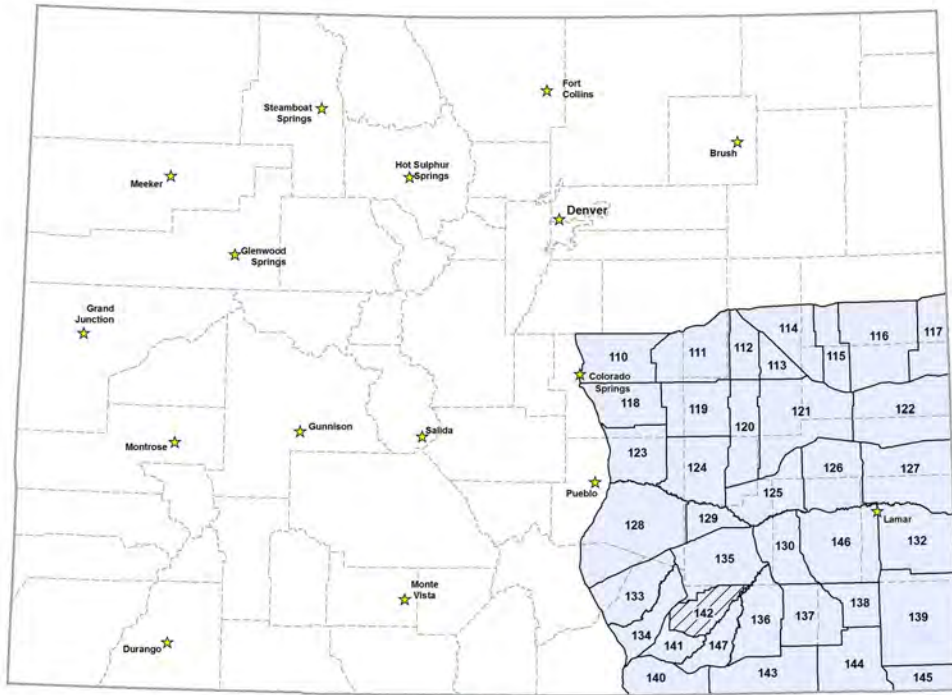 Fort
Collins
Steamboat
Springs
Brush
Hot Sulphur
Springs
Meeker
Denver
Glenwood
Springs
Grand
Junction
114
116
117
110
111
112
115
113
Colorado
Springs
118
119
121
122
120
Gunnison
Salida
Montrose
123
124
126
127
125
Pueblo
128
129
Lamar
130
146
132
135
133
Monte
Vista
142
136
137
138
139
134
141
147
Durango
140
143
144
145